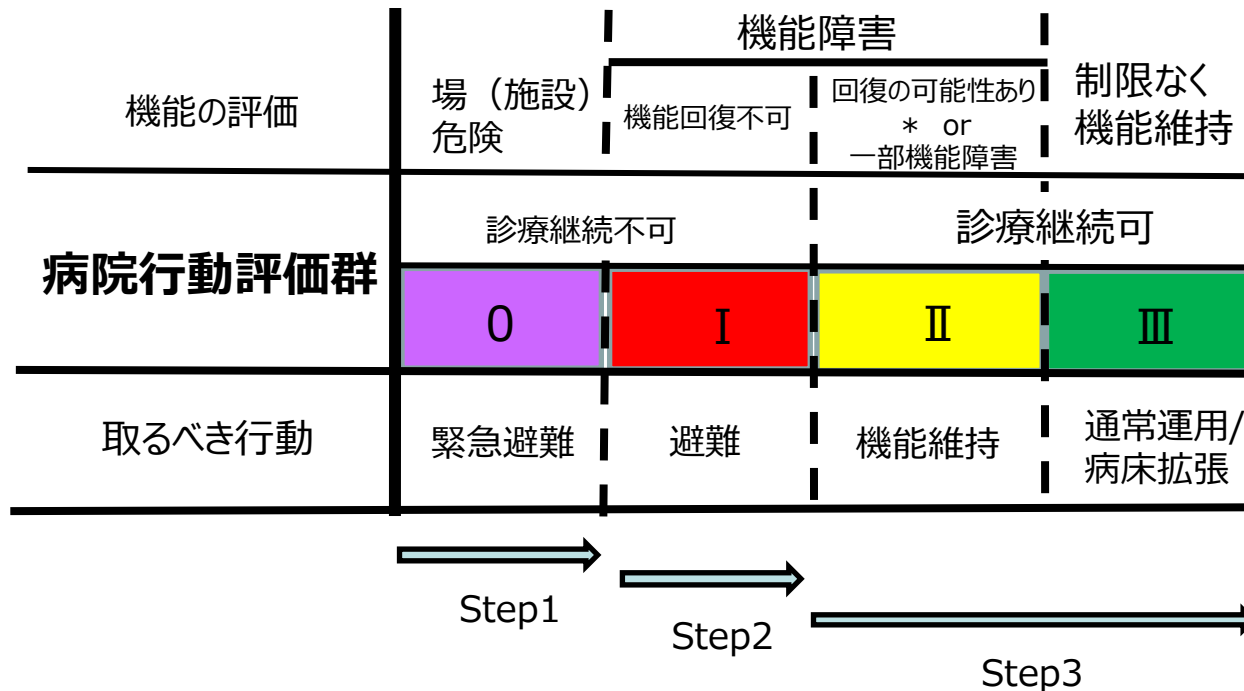 機能障害
機能の評価
場（施設）
危険
機能回復不可
回復の可能性あり
* or
一部機能障害
制限なく
機能維持
病院行動評価群
診療継続不可
診療継続可
0
Ⅰ
Ⅱ
Ⅲ
取るべき行動
緊急避難
避難
機能維持
通常運用/
病床拡張
Step1
Step2
Step3